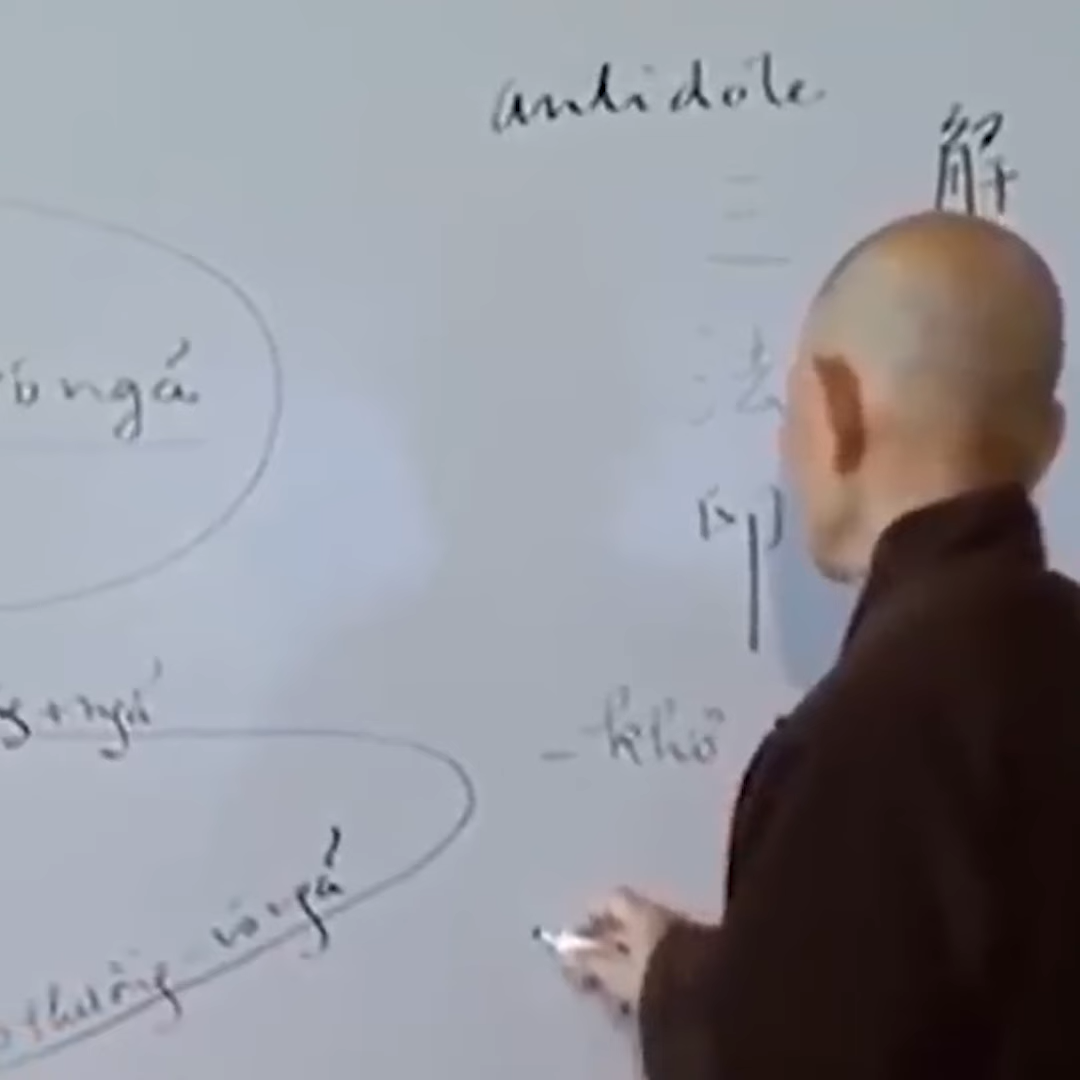 antidote
解
三
法
印
vô ngã
+ ngã
- khổ
thường - vô ngã